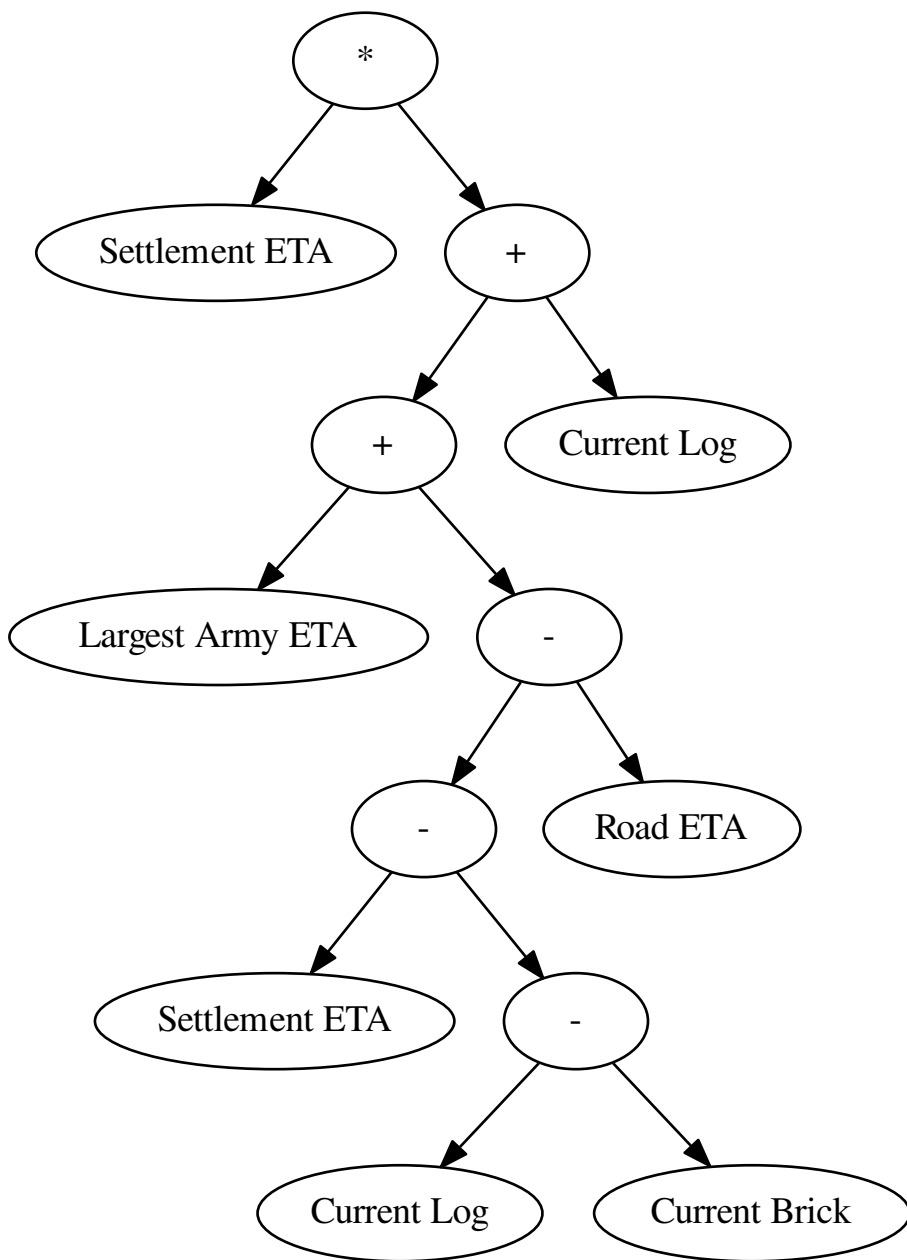 *
Settlement ETA
+
+
Current Log
Largest Army ETA
-
-
Road ETA
Settlement ETA
-
Current Log
Current Brick